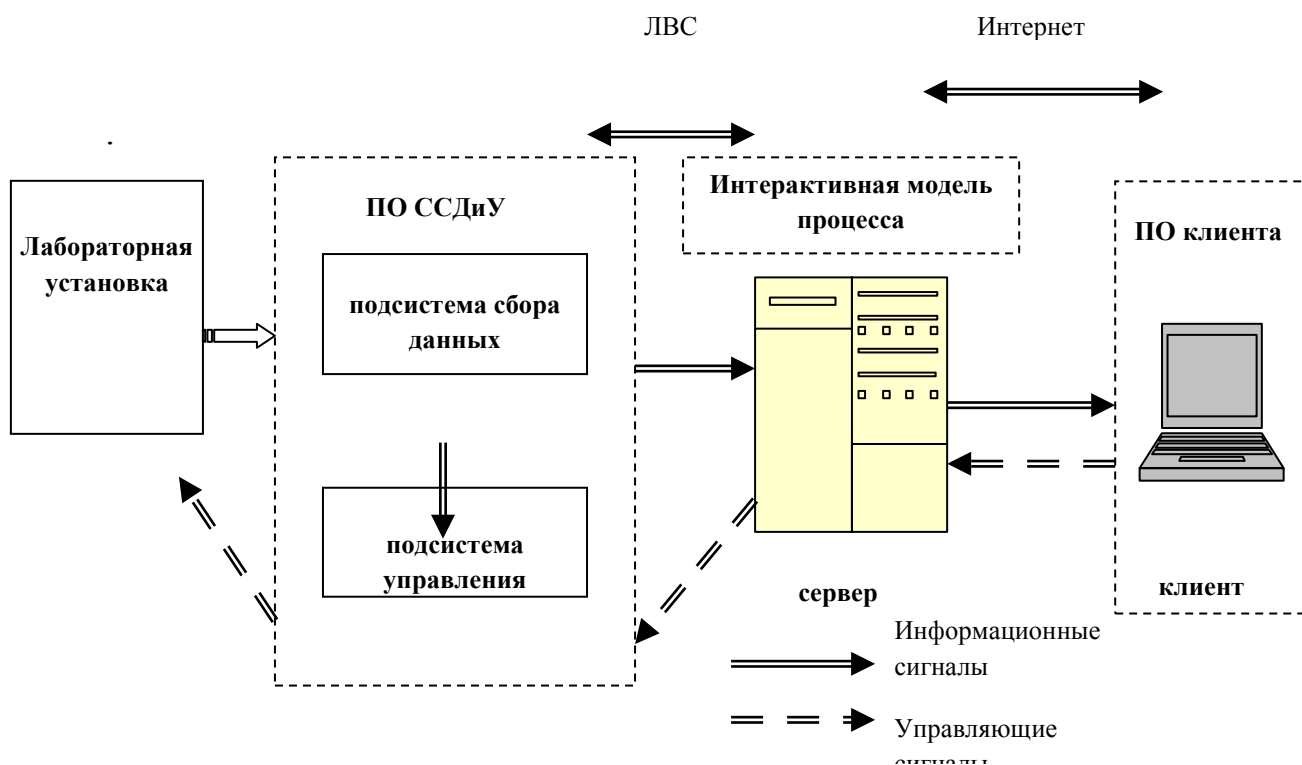 ЛВС
Интернет
Интерактивная модель
процесса
ПО ССДиУ
ПО клиента
Лабораторная
установка
подсистема сбора
данных
подсистема
управления
сервер
клиент
Информационные
сигналы
Управляющие
сигналы